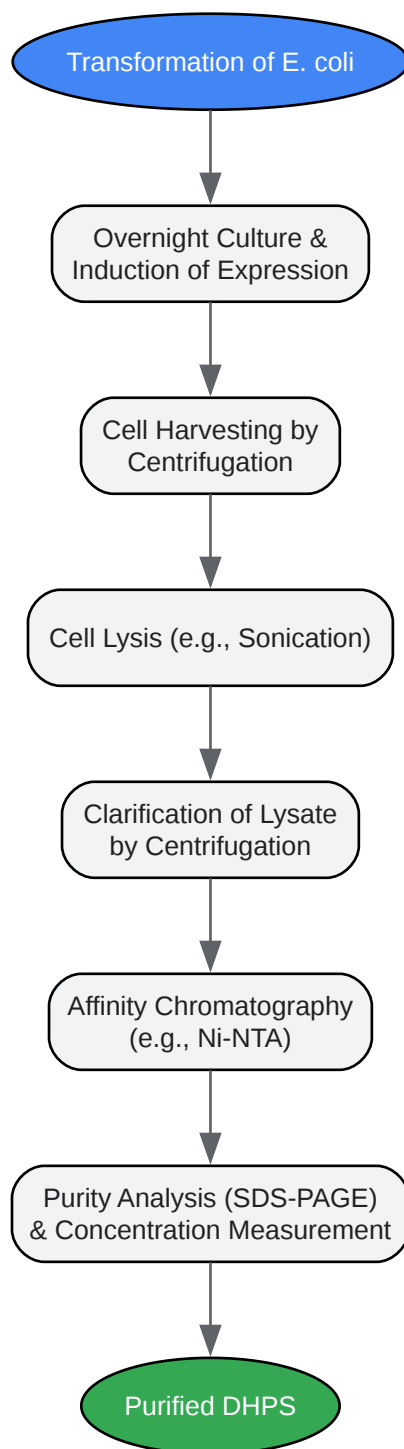 Transformation of E. coli
Overnight Culture &
Induction of Expression
Cell Harvesting by
Centrifugation
Cell Lysis (e.g., Sonication)
Clarification of Lysate
by Centrifugation
Affinity Chromatography
(e.g., Ni-NTA)
Purity Analysis (SDS-PAGE)
& Concentration Measurement
Purified DHPS